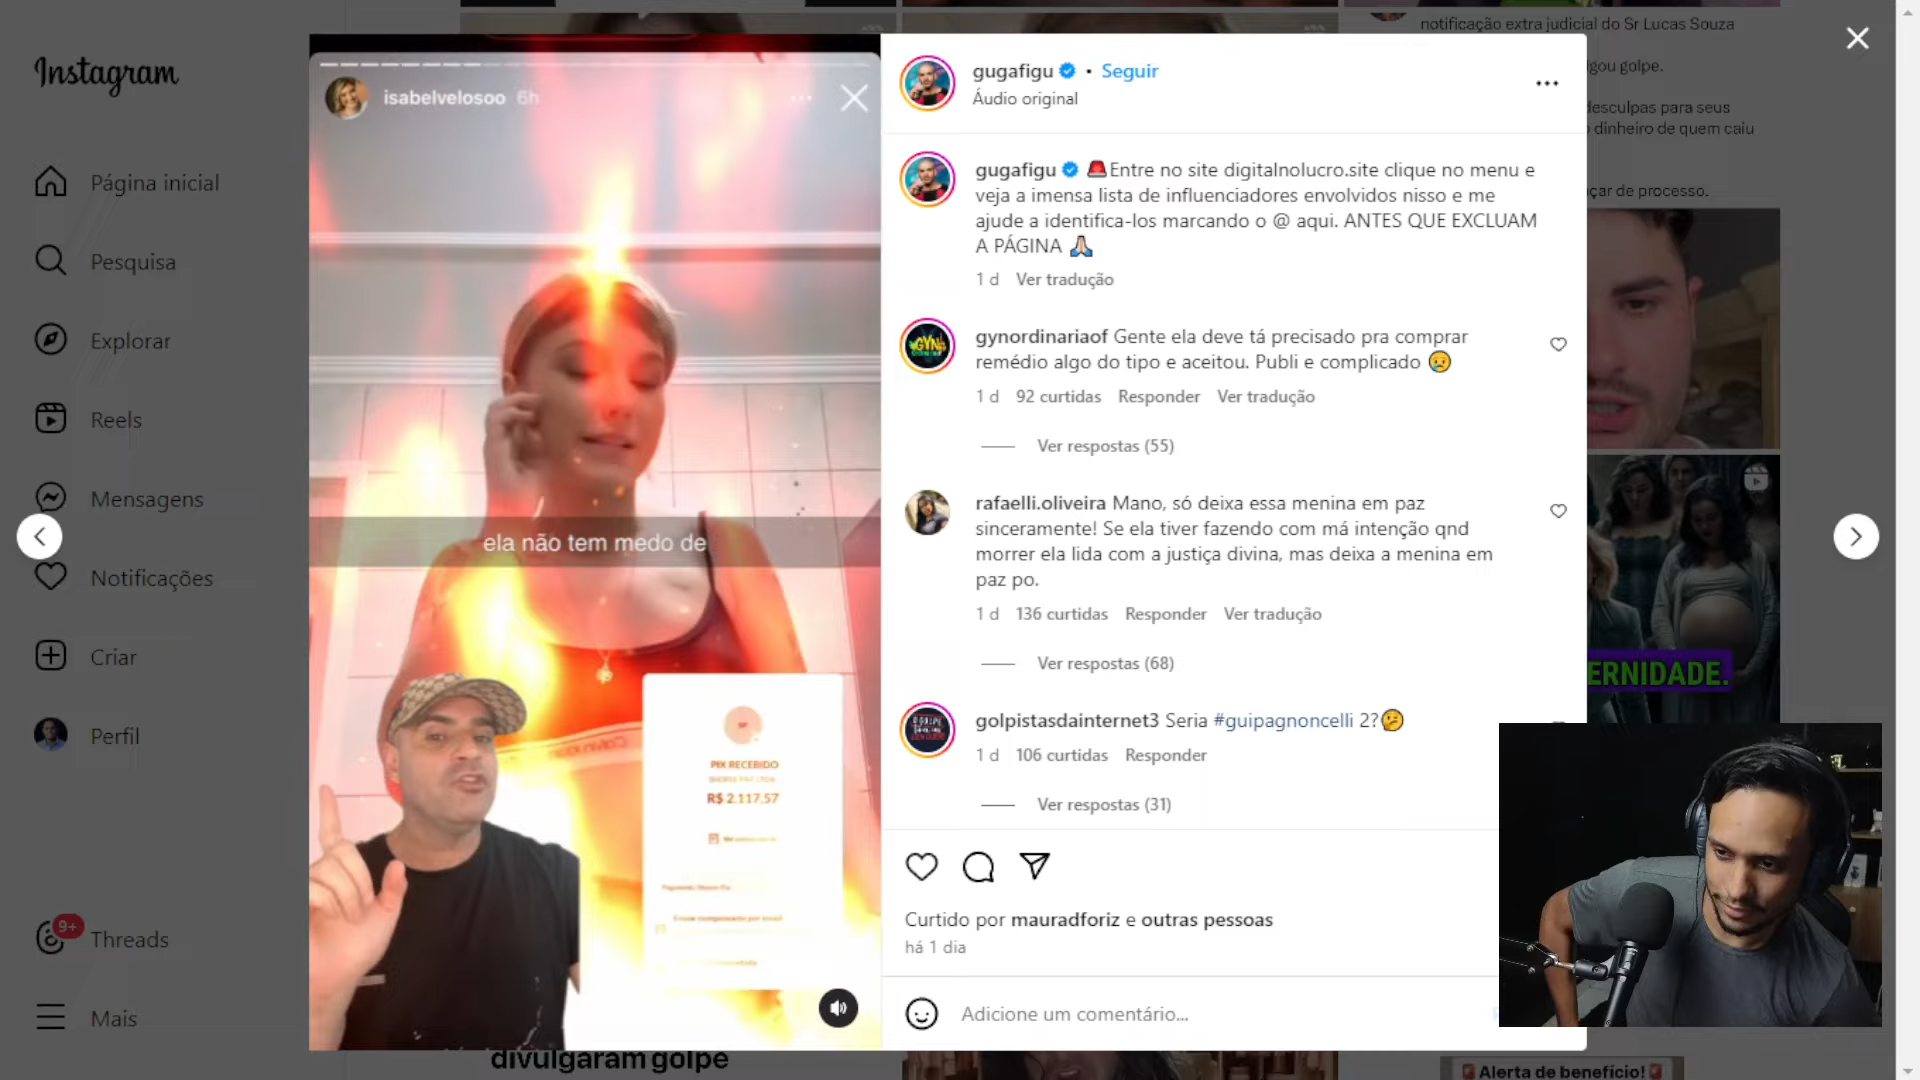 Instagram
Página inicial
Pesquisa
Explorar
Reels
Mensagens
Notificações
Criar
Perfil
9+
Threads
Mais
isabelvelosoo 6h
ela não tem medo de
PIX RECEBIDO
R$ 2.117,57
gugafigu • Seguir
Áudio original
gugafigu 🚨Entre no site digitalnolucro.site clique no menu e
veja a imensa lista de influenciadores envolvidos nisso e me
ajude a identifica-los marcando o @ aqui. ANTES QUE EXCLUAM
A PÁGINA 🙏🏻
1 d Ver tradução
gynordinariaof Gente ela deve tá precisado pra comprar
remédio algo do tipo e aceitou. Publi e complicado 😥
1 d 92 curtidas Responder Ver tradução
Ver respostas (55)
rafaelli.oliveira Mano, só deixa essa menina em paz
sinceramente! Se ela tiver fazendo com má intenção qnd
morrer ela lida com a justiça divina, mas deixa a menina em
paz po.
1 d 136 curtidas Responder Ver tradução
Ver respostas (68)
golpistasdainternet3 Seria #guipagnoncelli 2?🤔
1 d 106 curtidas Responder
Ver respostas (31)
Curtido por mauradforiz e outras pessoas
há 1 dia
Adicione um comentário...
notificação extra judicial do Sr Lucas Souza
lgou golpe.
desculpas para seus
dinheiro de quem caiu
çar de processo.
ERNIDADE.
divulgaram golpe
🚨Alerta de benefício!🚨